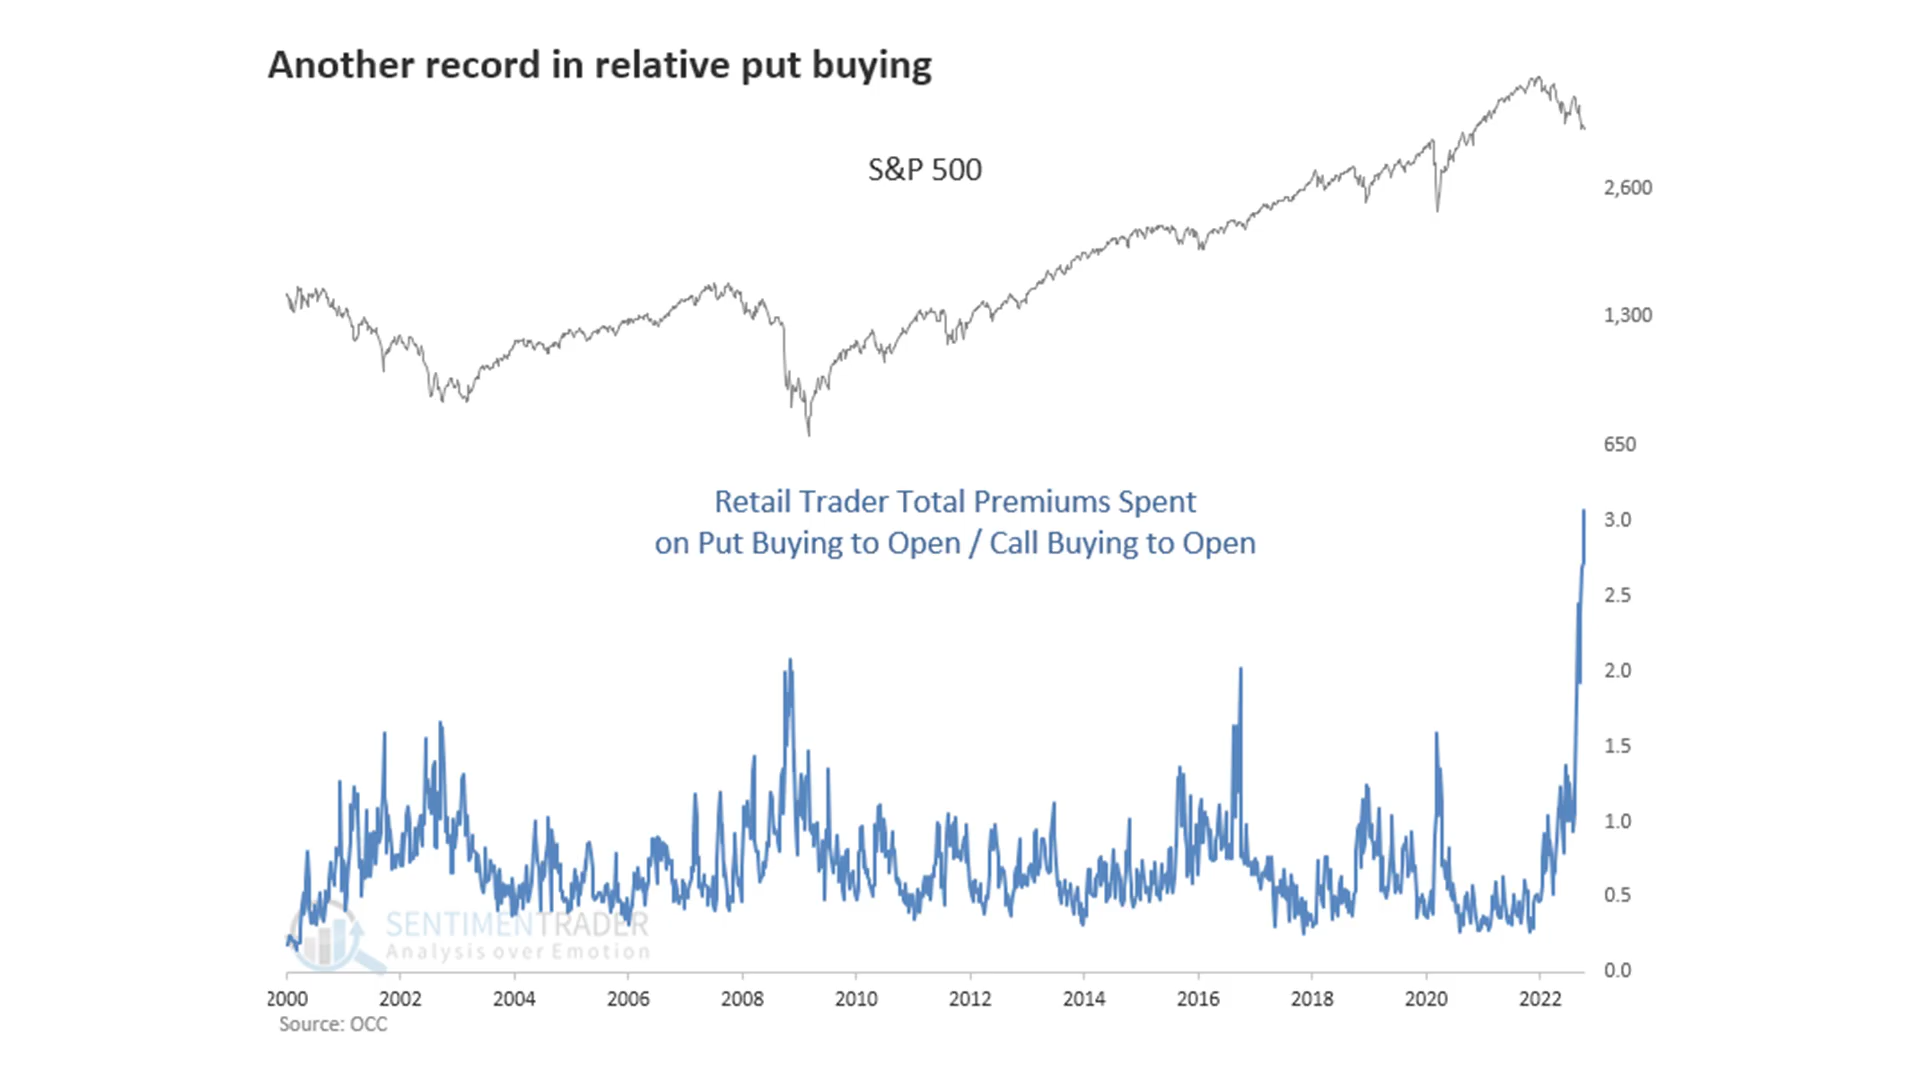 Another record in relative put buying
S&P 500
2,600
1,300
650
Retail Trader Total Premiums Spent
on Put Buying to Open / Call Buying to Open
3.0
2.5
2.0
1.5
1.0
0.5
0.0
SENTIMENTRADER
Analysis over Emotion
2000 2002 2004 2006 2008 2010 2012 2014 2016 2018 2020 2022
Source: OCC